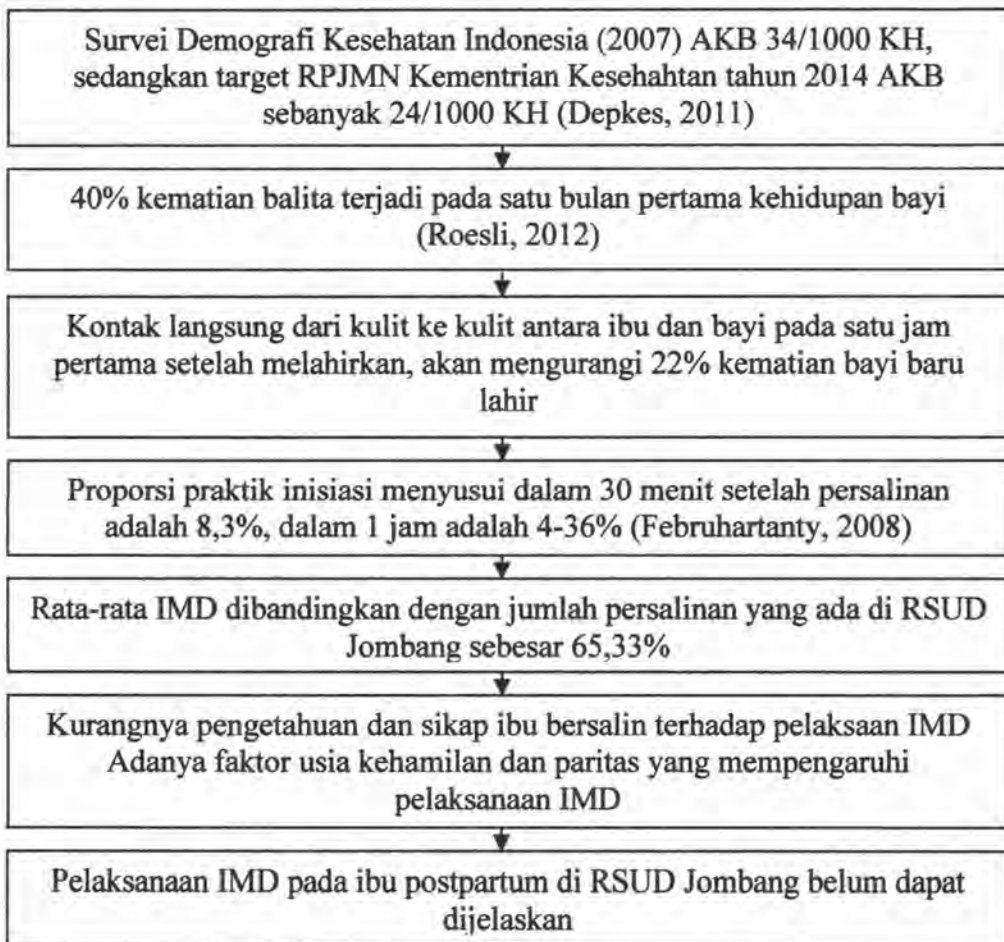 Survei Demografi Kesehatan Indonesia (2007) AKB 34/1000 KH,
sedangkan target RPJMN Kementrian Kesehahtan tahun 2014 AKB
sebanyak 24/1000 KH (Depkes, 2011)
40% kematian balita terjadi pada satu bulan pertama kehidupan bayi
(Roesli, 2012)
Kontak langsung dari kulit ke kulit antara ibu dan bayi pada satu jam
pertama setelah melahirkan, akan mengurangi 22% kematian bayi baru
lahir
Proporsi praktik inisiasi menyusui dalam 30 menit setelah persalinan
adalah 8,3%, dalam 1 jam adalah 4-36% (Februhartanty, 2008)
Rata-rata IMD dibandingkan dengan jumlah persalinan yang ada di RSUD
Jombang sebesar 65,33%
Kurangnya pengetahuan dan sikap ibu bersalin terhadap pelaksaan IMD
Adanya faktor usia kehamilan dan paritas yang mempengaruhi
pelaksanaan IMD
Pelaksanaan IMD pada ibu postpartum di RSUD Jombang belum dapat
dijelaskan